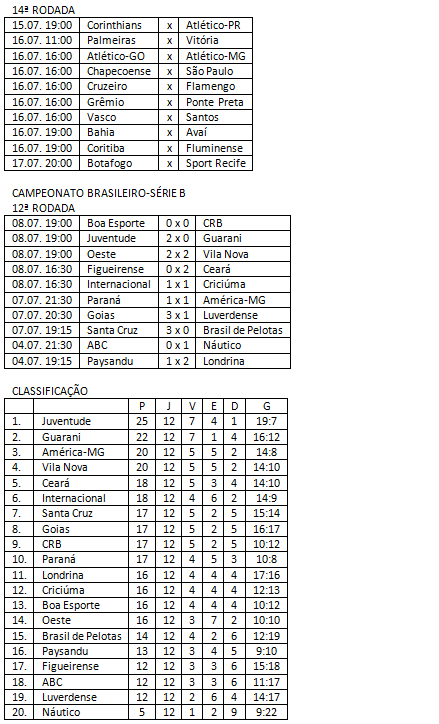 14ª RODADA
15.07. 19:00 Corinthians x Atlético-PR
16.07. 11:00 Palmeiras x Vitória
16.07. 16:00 Atlético-GO x Atlético-MG
16.07. 16:00 Chapecoense x São Paulo
16.07. 16:00 Cruzeiro x Flamengo
16.07. 16:00 Grêmio x Ponte Preta
16.07. 16:00 Vasco x Santos
16.07. 19:00 Bahia x Avaí
16.07. 19:00 Coritiba x Fluminense
17.07. 20:00 Botafogo x Sport Recife
CAMPEONATO BRASILEIRO-SÉRIE B
12ª RODADA
08.07. 19:00 Boa Esporte 0 x 0 CRB
08.07. 19:00 Juventude 2 x 0 Guarani
08.07. 19:00 Oeste 2 x 2 Vila Nova
08.07. 16:30 Figueirense 0 x 2 Ceará
08.07. 16:30 Internacional 1 x 1 Criciúma
07.07. 21:30 Paraná 1 x 1 América-MG
07.07. 20:30 Goias 3 x 1 Luverdense
07.07. 19:15 Santa Cruz 3 x 0 Brasil de Pelotas
04.07. 21:30 ABC 0 x 1 Náutico
04.07. 19:15 Paysandu 1 x 2 Londrina
CLASSIFICAÇÃO
P J V E D G
1. Juventude 25 12 7 4 1 19:7
2. Guarani 22 12 7 1 4 16:12
3. América-MG 20 12 5 5 2 14:8
4. Vila Nova 20 12 5 5 2 14:10
5. Ceará 18 12 5 3 4 14:10
6. Internacional 18 12 4 6 2 14:9
7. Santa Cruz 17 12 5 2 5 15:14
8. Goias 17 12 5 2 5 16:17
9. CRB 17 12 5 2 5 10:12
10. Paraná 17 12 4 5 3 10:8
11. Londrina 16 12 4 4 4 17:16
12. Criciúma 16 12 4 4 4 12:13
13. Boa Esporte 16 12 4 4 4 10:12
14. Oeste 16 12 3 7 2 10:10
15. Brasil de Pelotas 14 12 4 2 6 12:19
16. Paysandu 13 12 3 4 5 9:10
17. Figueirense 12 12 3 3 6 15:18
18. ABC 12 12 3 3 6 11:17
19. Luverdense 12 12 2 6 4 14:17
20. Náutico 5 12 1 2 9 9:22